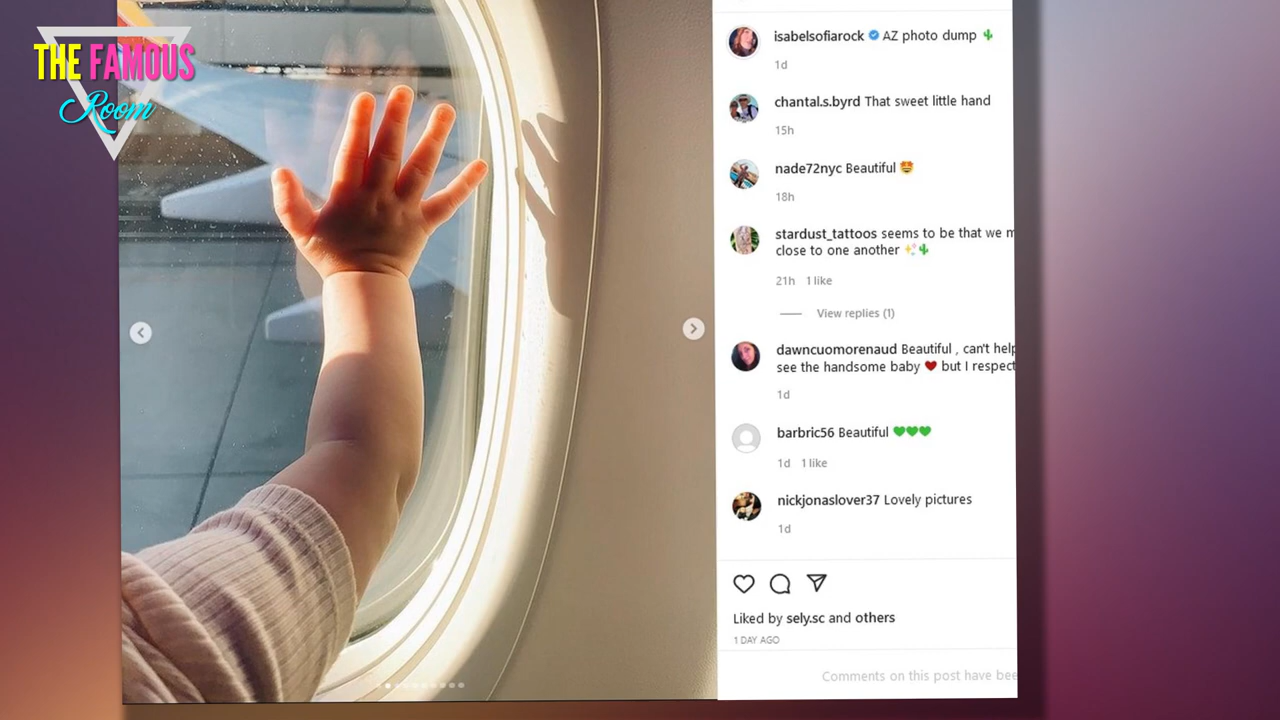 THE FAMOUS
Room
isabelsofiarock AZ photo dump 🌵
1d
chantal.s.byrd That sweet little hand
15h
nade72nyc Beautiful 🤩
18h
stardust_tattoos seems to be that we m
close to one another ✨🌵
21h 1 like
View replies (1)
dawncuomorenaud Beautiful , can't help
see the handsome baby ❤️ but I respect
1d
barbric56 Beautiful 💚💚💚
1d 1 like
nickjonaslover37 Lovely pictures
1d
Liked by sely.sc and others
1 DAY AGO
Comments on this post have bee